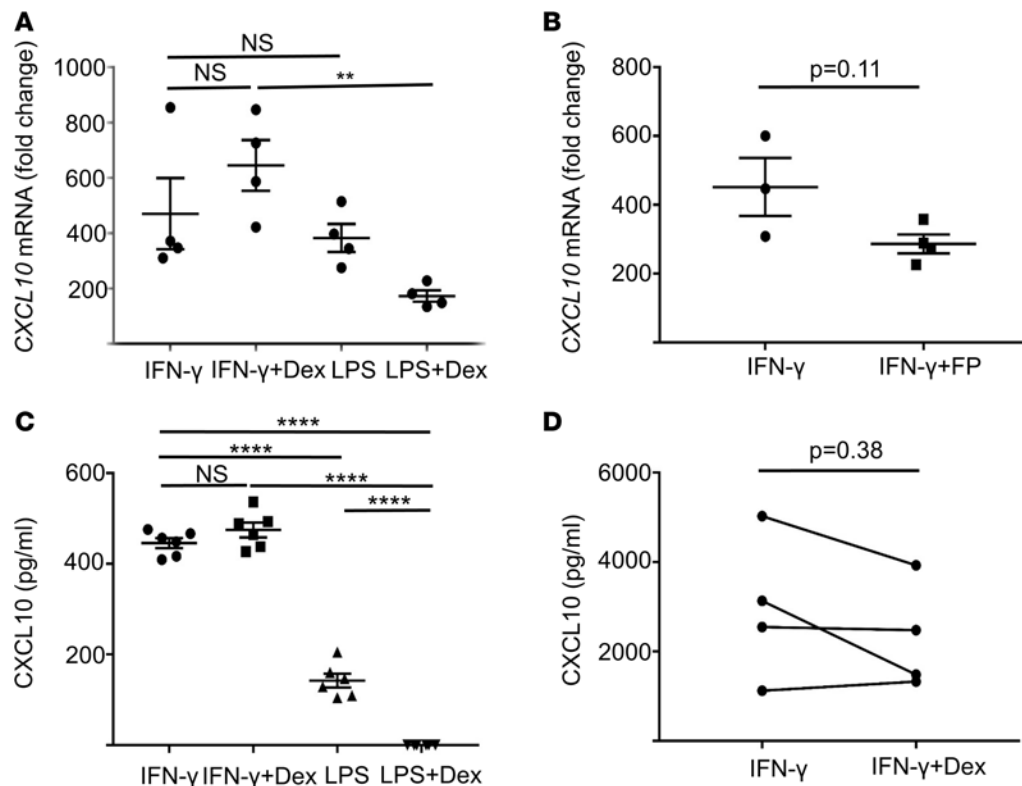 A
NS
NS
**
CXCL10 mRNA (fold change)
1000
800
600
400
200
IFN-γ IFN-γ+Dex LPS LPS+Dex
B
p=0.11
CXCL10 mRNA (fold change)
800
600
400
200
IFN-γ IFN-γ+FP
C
****
****
NS
****
****
CXCL10 (pg/ml)
600
400
200
IFN-γ IFN-γ+Dex LPS LPS+Dex
D
p=0.38
CXCL10 (pg/ml)
6000
4000
2000
IFN-γ IFN-γ+Dex